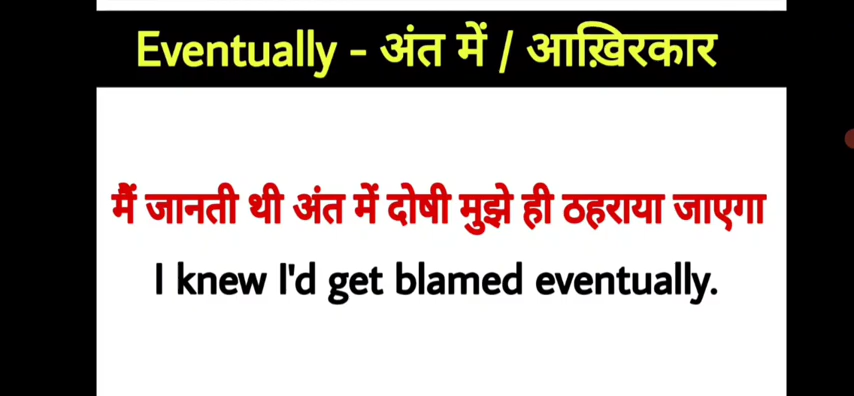 Eventually - अंत में / आख़िरकार
मैं जानती थी अंत में दोषी मुझे ही ठहराया जाएगा
I knew I'd get blamed eventually.